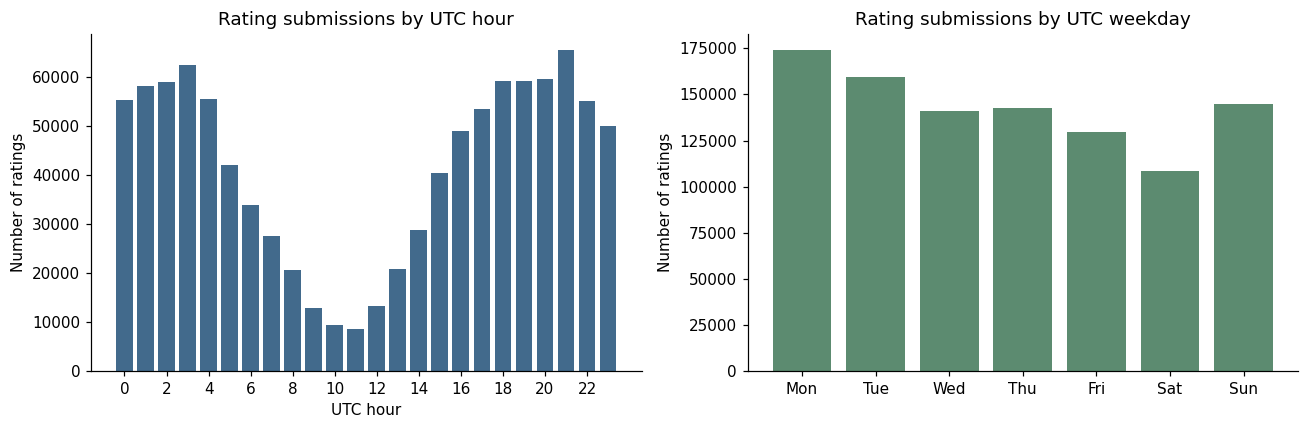 Rating submissions by UTC hour
Number of ratings
60000
50000
40000
30000
20000
10000
0
0 2 4 6 8 10 12 14 16 18 20 22
UTC hour
Rating submissions by UTC weekday
Number of ratings
175000
150000
125000
100000
75000
50000
25000
0
Mon Tue Wed Thu Fri Sat Sun